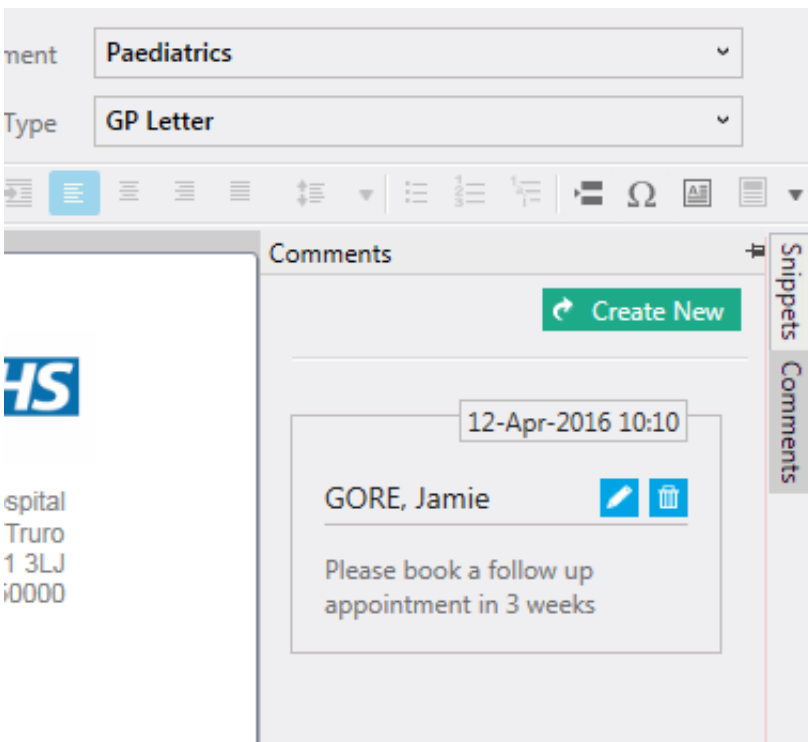 ment Paediatrics
Type GP Letter
Comments
Create New
12-Apr-2016 10:10
GORE, Jamie
Please book a follow up
appointment in 3 weeks
Snippets
Comments
HS
spital
Truro
1 3LJ
0000